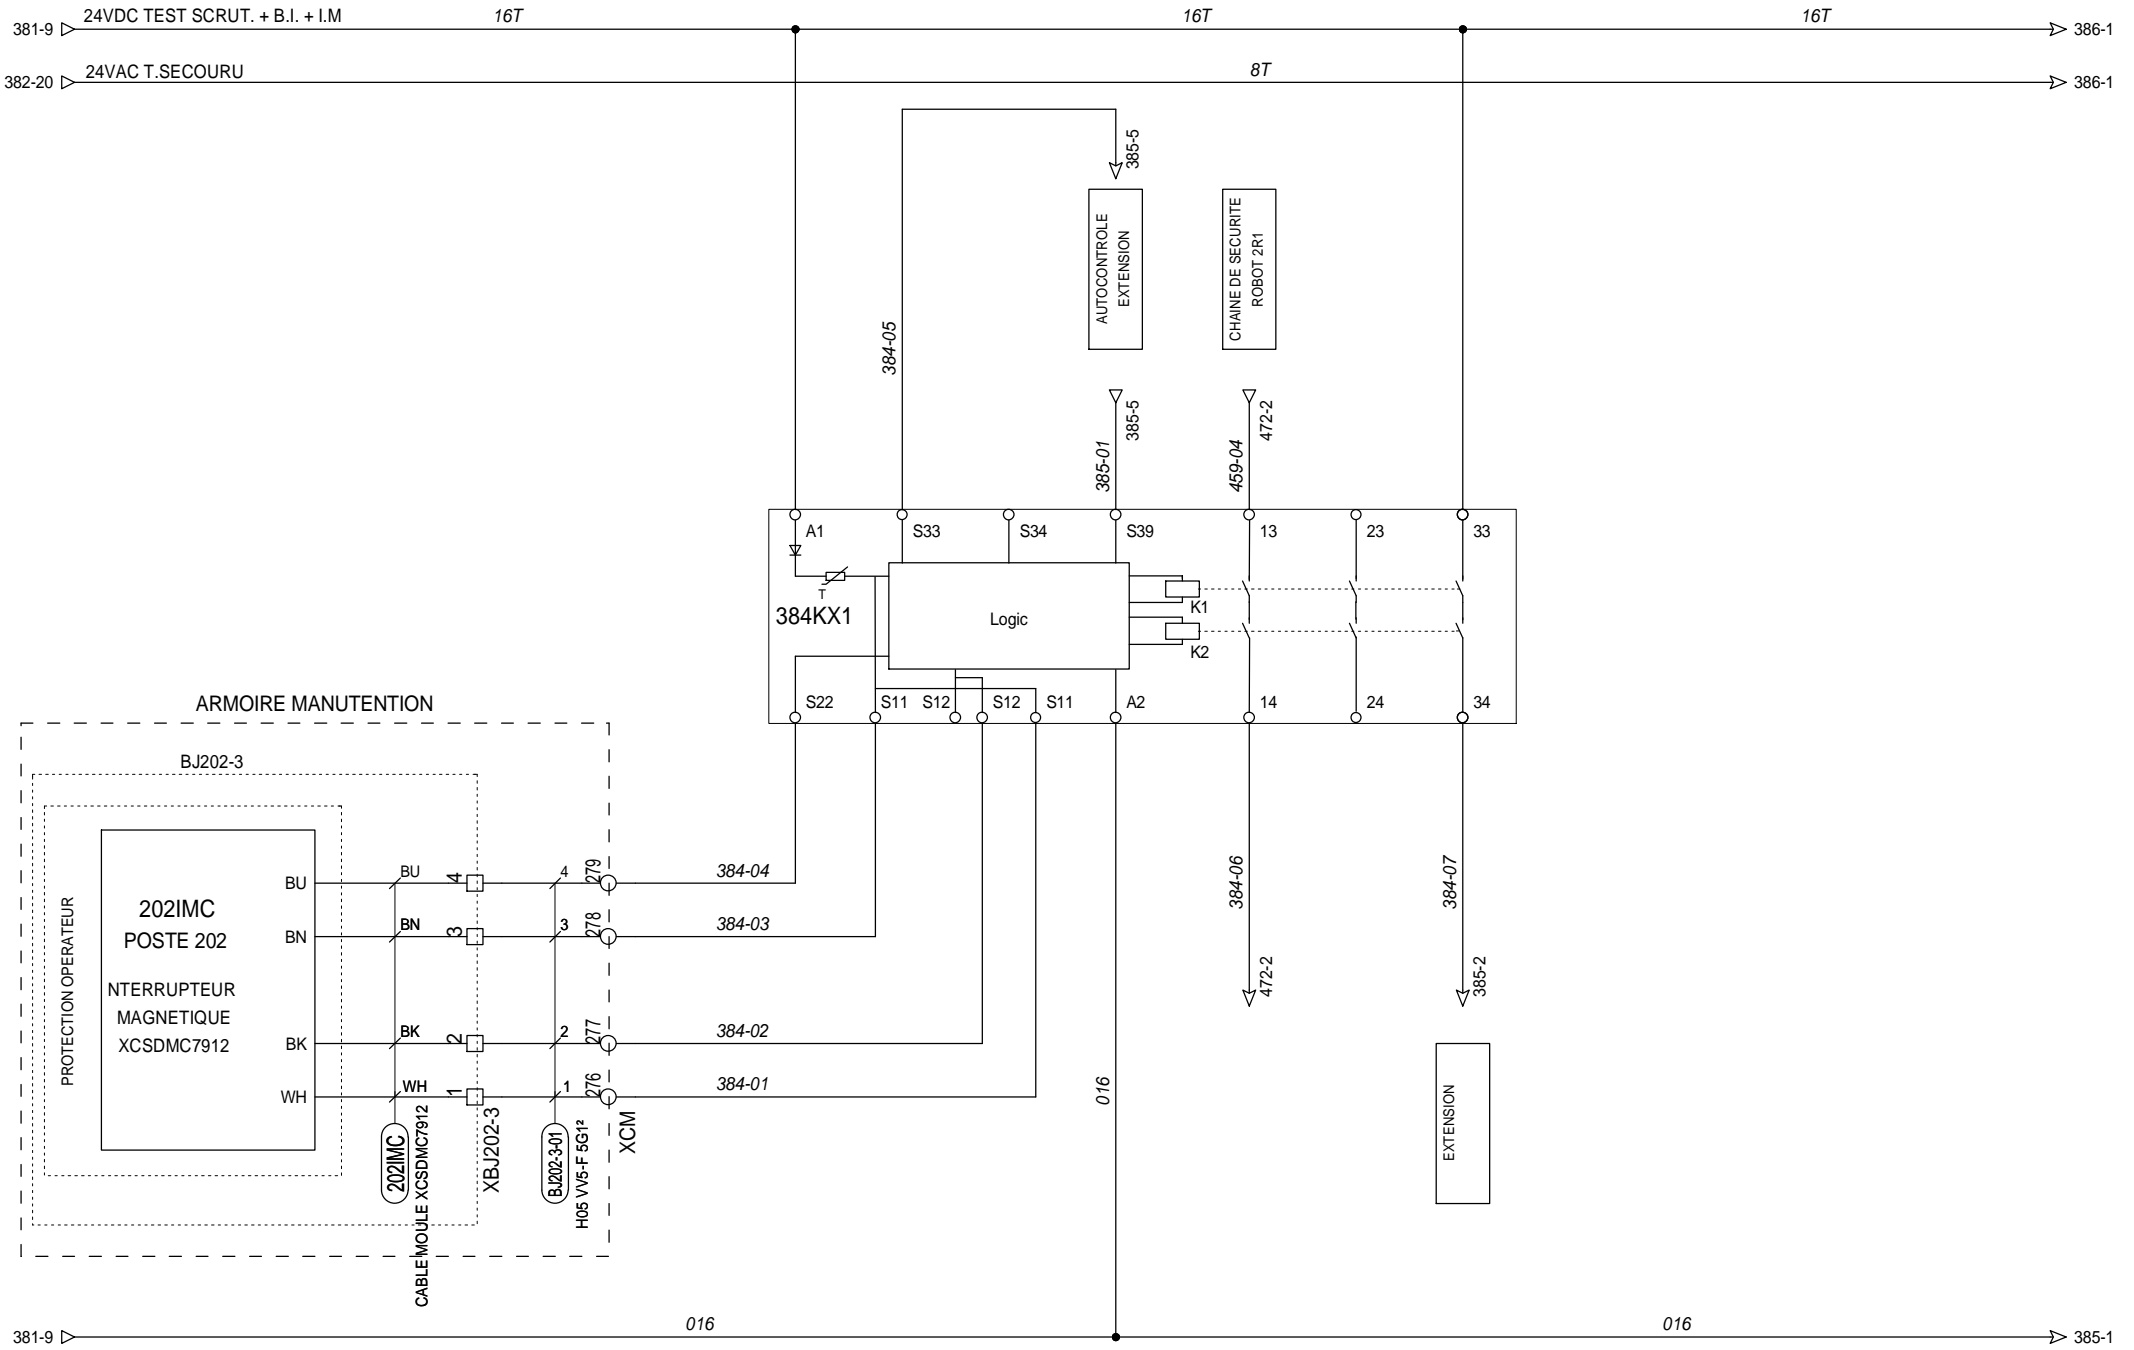 24VDC TEST SCRUT. + B.I. + I.M
16T
16T
16T
381-9
386-1
24VAC T.SECOURU
8T
382-20
386-1
385-5
AUTOCONTROLE
EXTENSION
CHAINE DE SECURITE
ROBOT 2R1
384-05
385-5
472-2
385-01
459-04
A1
S33
S34
S39
13
23
33
T
384KX1
Logic
K1
K2
S22
S11
S12
S12
S11
A2
14
24
34
ARMOIRE MANUTENTION
BJ202-3
PROTECTION OPERATEUR
202IMC
POSTE 202
NTERRUPTEUR
MAGNETIQUE
XCSDMC7912
BU
BU
4
4
279
384-04
BN
BN
3
3
278
384-03
BK
BK
2
2
277
384-02
WH
WH
1
1
276
384-01
202IMC
CABLE MOULE XCSDMC7912
XBJ202-3
BJ202-3-01
H05 VV5-F 5G1²
XCM
016
384-06
384-07
472-2
385-2
EXTENSION
381-9
016
016
385-1